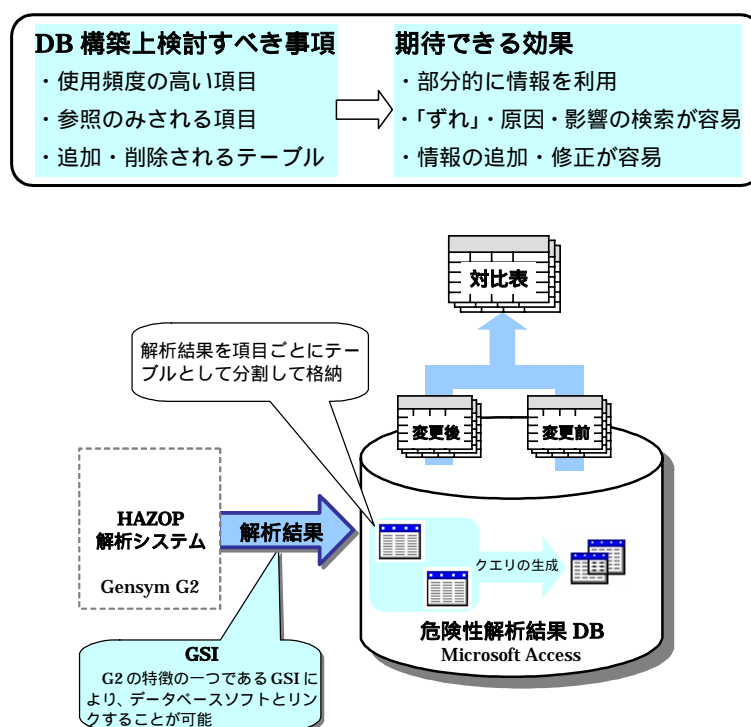 DB 構築上検討すべき事項
・使用頻度の高い項目
・参照のみされる項目
・追加・削除されるテーブル
期待できる効果
・部分的に情報を利用
・「ずれ」・原因・影響の検索が容易
・情報の追加・修正が容易
対比表
解析結果を項目ごとにテー
ブルとして分割して格納
変更後
変更前
HAZOP
解析システム
Gensym G2
解析結果
クエリの生成
危険性解析結果 DB
Microsoft Access
GSI
G2 の特徴の一つである GSI に
より、データベースソフトとリン
クすることが可能